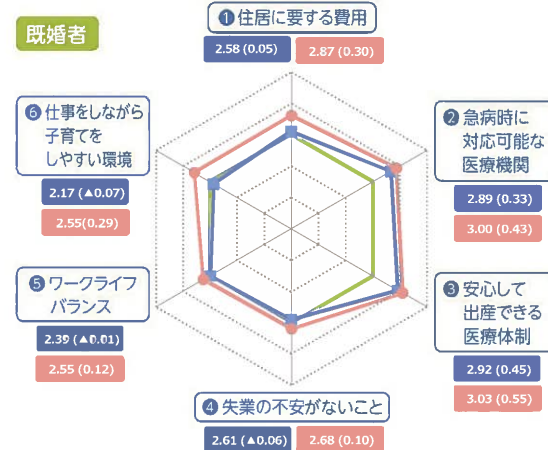 既婚者
❶住居に要する費用
2.58 (0.05) 2.87 (0.30)
❷急病時に
対応可能な
医療機関
2.89 (0.33)
3.00 (0.43)
❸安心して
出産できる
医療体制
2.92 (0.45)
3.03 (0.55)
❹失業の不安がないこと
2.61 (▲0.06) 2.68 (0.10)
❺ワークライフ
バランス
2.39 (▲0.01)
2.55 (0.12)
❻仕事をしながら
子育てを
しやすい環境
2.17 (▲0.07)
2.55(0.29)